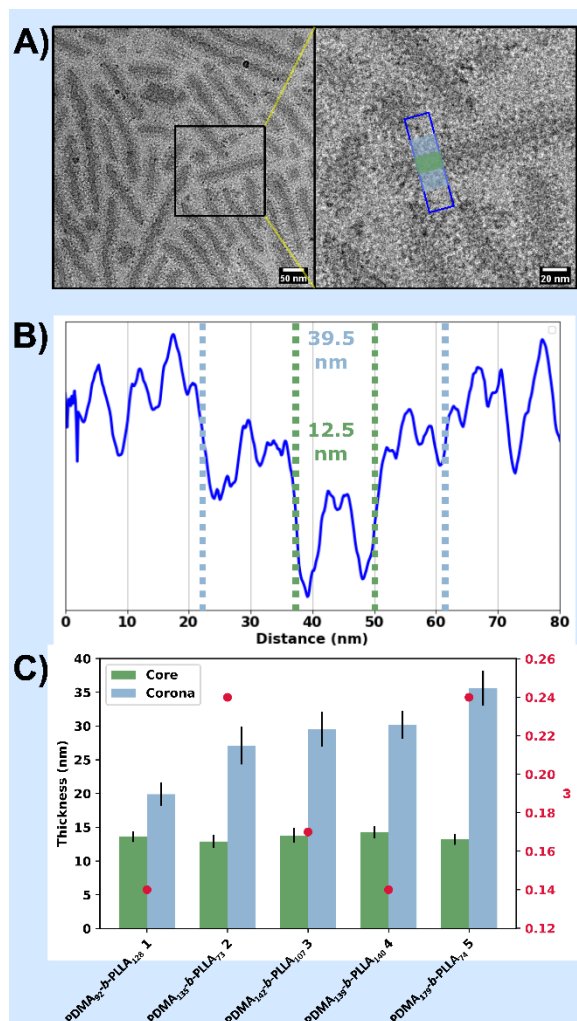 A)
50 nm
20 nm
B)
39.5
nm
12.5
nm
0 10 20 30 40 50 60 70 80
Distance (nm)
C)
Core
Corona
40
35
30
25
20
15
10
5
0
Thickness (nm)
0.26
0.24
0.22
0.20
0.18
0.16
0.14
0.12
ω
PDMA₉₂-b-PLLA₁₂₈ 1
PDMA₁₃₅-b-PLLA₇₃ 2
PDMA₁₄₂-b-PLLA₁₀₇ 3
PDMA₁₃₉-b-PLLA₁₄₀ 4
PDMA₁₇₉-b-PLLA₇₄ 5